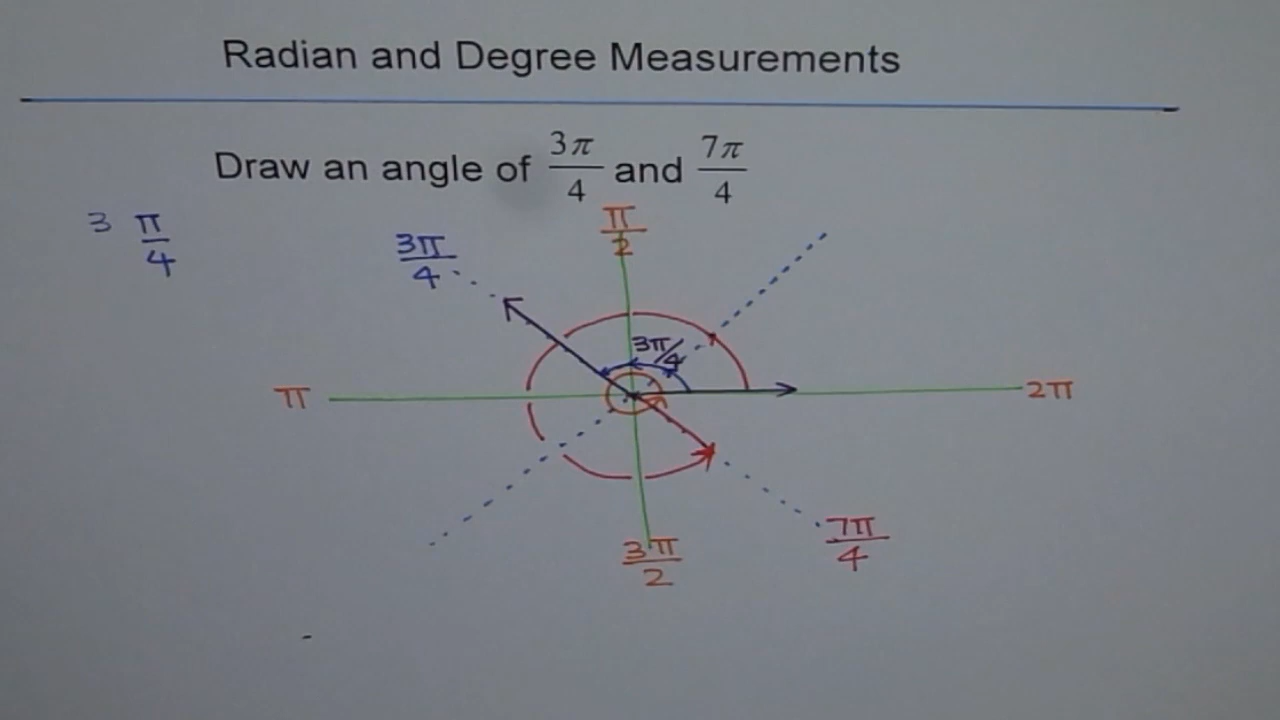 Radian and Degree Measurements
Draw an angle of 3π/4 and 7π/4
3 π/4
3π/4
π/2
3π/4
π
2π
7π/4
3π/2